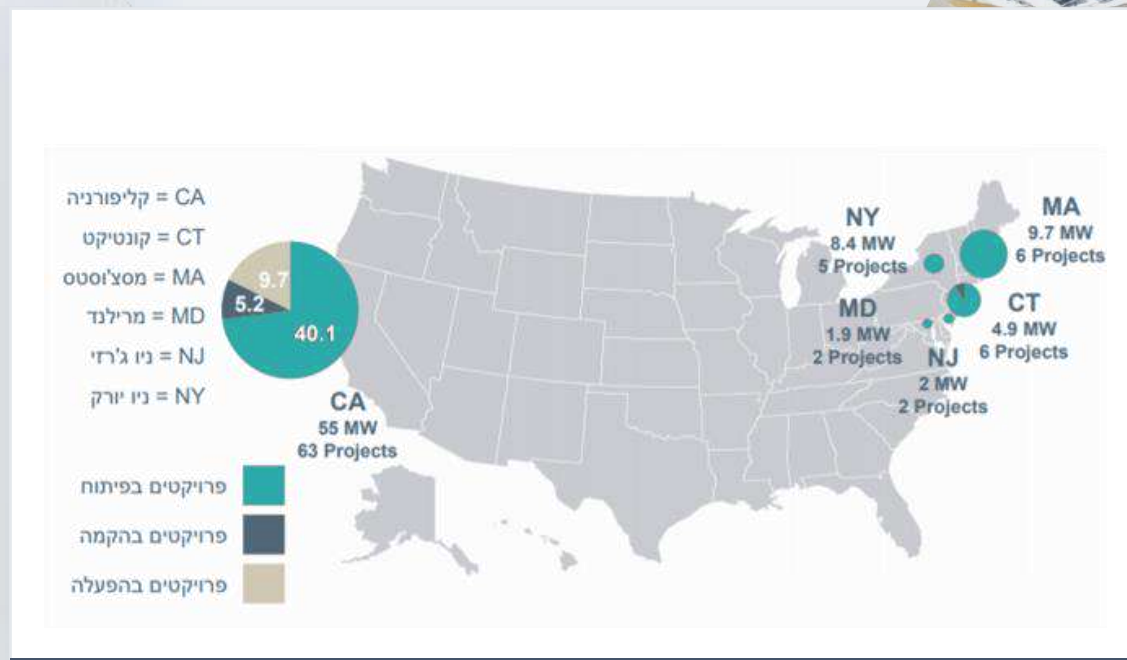 CA = קליפורניה
CT = קונטיקט
MA = מסצ'וסטס
MD = מרילנד
NJ = ניו ג'רזי
NY = ניו יורק
9.7
5.2
40.1
CA
55 MW
63 Projects
NY
8.4 MW
5 Projects
MA
9.7 MW
6 Projects
MD
1.9 MW
2 Projects
CT
4.9 MW
6 Projects
NJ
2 MW
2 Projects
פרויקטים בפיתוח
פרויקטים בהקמה
פרויקטים בהפעלה